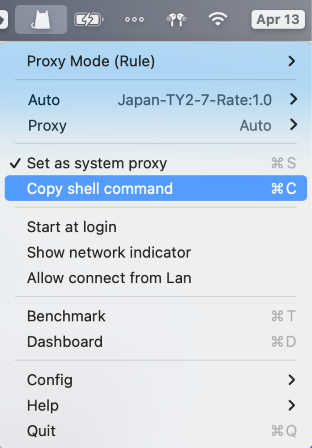 Apr 13
Proxy Mode (Rule)
Auto Japan-TY2-7-Rate:1.0
Proxy Auto
✓ Set as system proxy ⌘S
Copy shell command ⌘C
Start at login
Show network indicator
Allow connect from Lan
Benchmark ⌘T
Dashboard ⌘D
Config
Help
Quit ⌘Q